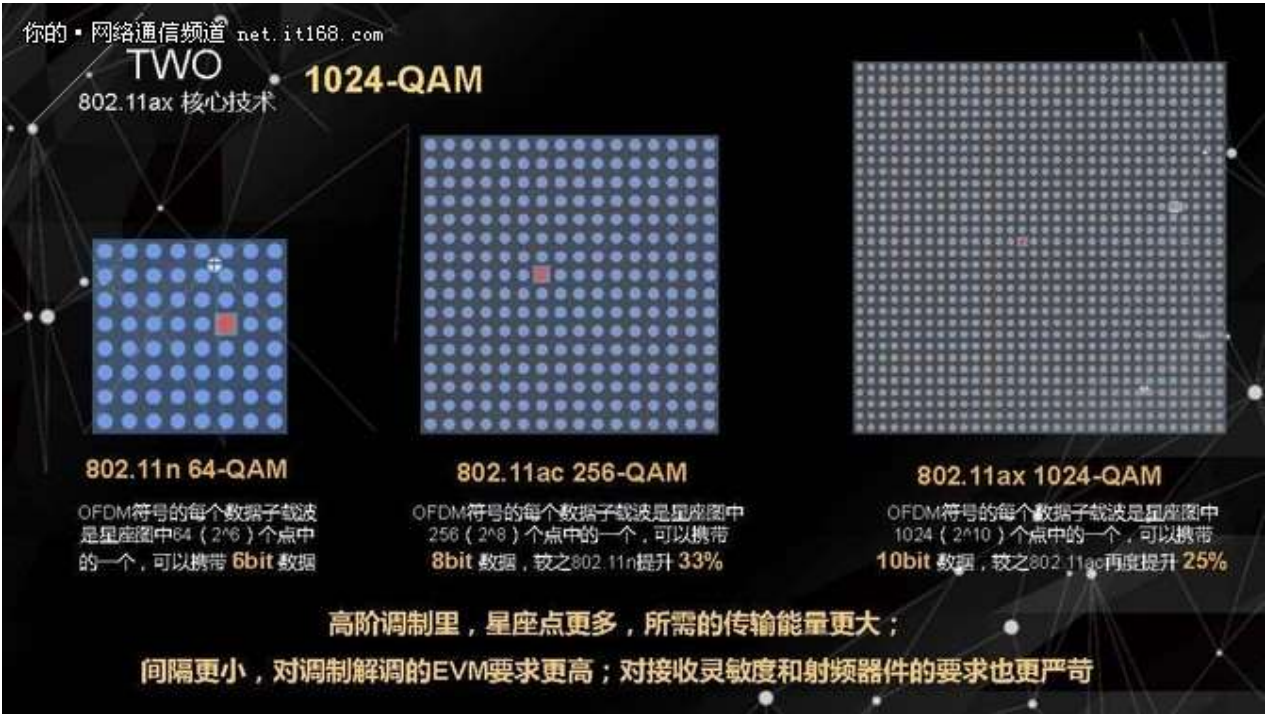 你的·网络通信频道 net.it168.com
TWO
802.11ax 核心技术
1024-QAM
802.11n 64-QAM
OFDM符号的每个数据子载波
是星座图中64（2^6）个点中
的一个，可以携带 6bit 数据
802.11ac 256-QAM
OFDM符号的每个数据子载波是星座图中
256（2^8）个点中的一个，可以携带
8bit 数据，较之802.11n提升 33%
802.11ax 1024-QAM
OFDM符号的每个数据子载波是星座图中
1024（2^10）个点中的一个，可以携带
10bit 数据，较之802.11ac再度提升 25%
高阶调制里，星座点更多，所需的传输能量更大；
间隔更小，对调制解调的EVM要求更高；对接收灵敏度和射频器件的要求也更严苛